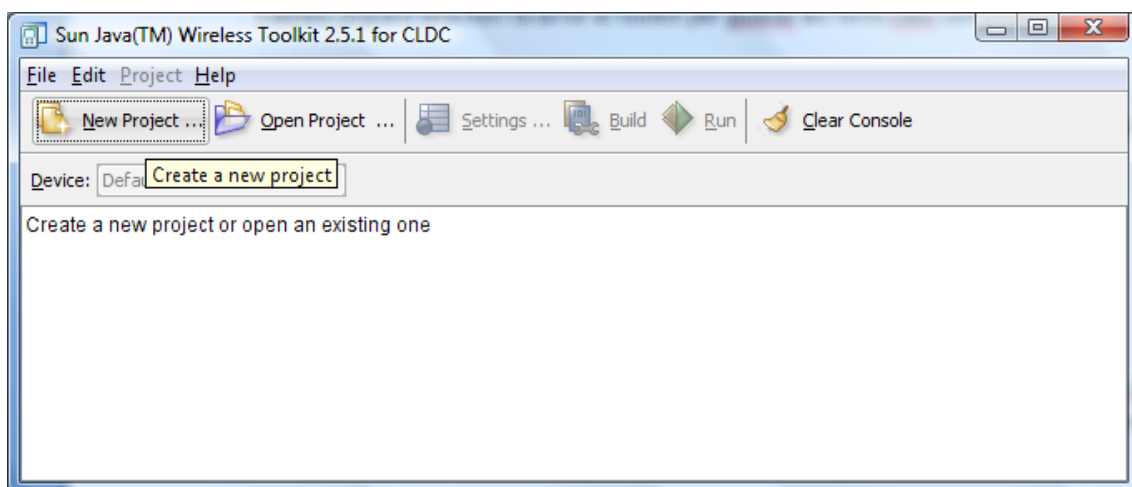 Sun Java(TM) Wireless Toolkit 2.5.1 for CLDC
File Edit Project Help
New Project ... Open Project ... Settings ... Build Run Clear Console
Create a new project
Device:
Create a new project or open an existing one